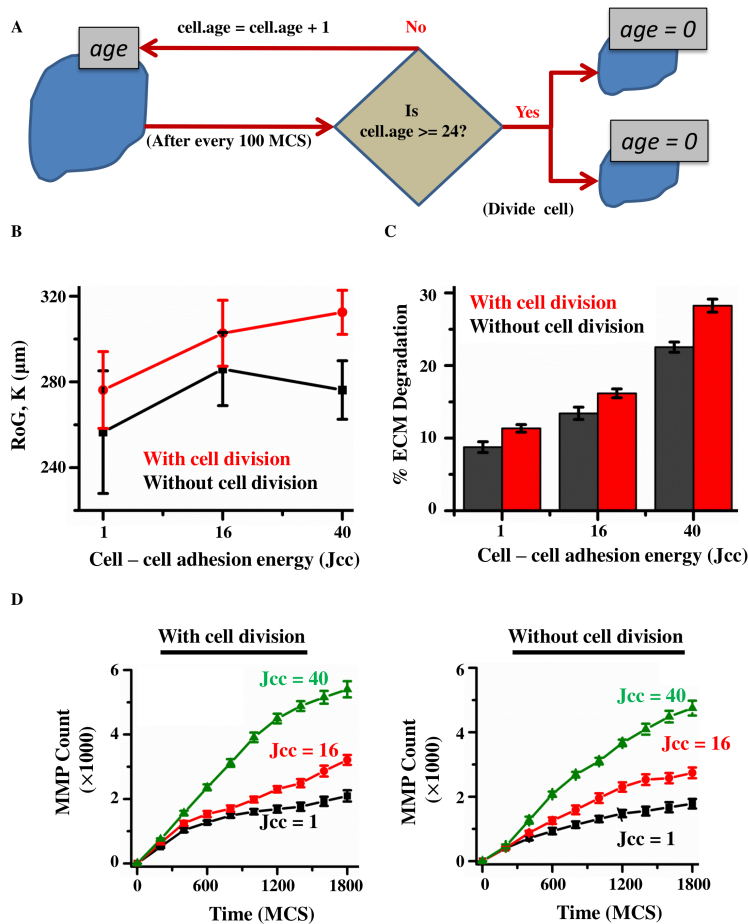 A
cell.age = cell.age + 1
No
age
(After every 100 MCS)
Is
cell.age >= 24?
Yes
(Divide cell)
age = 0
age = 0
B
320
280
240
RoG, K (µm)
With cell division
Without cell division
1
16
40
Cell – cell adhesion energy (Jcc)
C
30
20
10
0
% ECM Degradation
With cell division
Without cell division
1
16
40
Cell – cell adhesion energy (Jcc)
D
With cell division
6
4
2
0
MMP Count
(×1000)
Jcc = 40
Jcc = 16
Jcc = 1
0
600
1200
1800
Time (MCS)
Without cell division
6
4
2
0
MMP Count
(×1000)
Jcc = 40
Jcc = 16
Jcc = 1
0
600
1200
1800
Time (MCS)